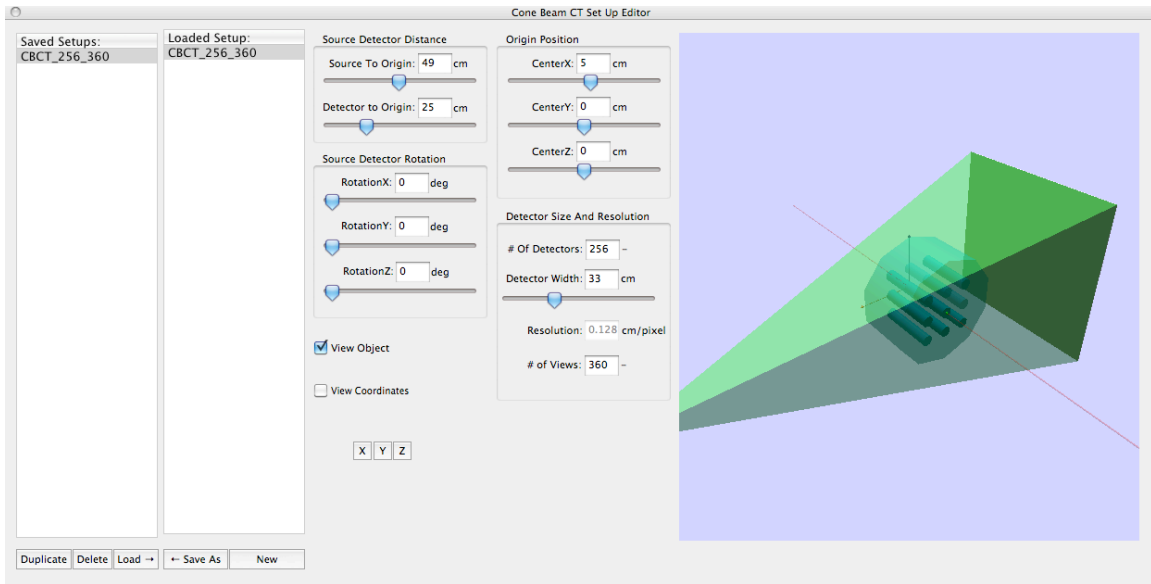 Cone Beam CT Set Up Editor
Saved Setups:
CBCT_256_360
Loaded Setup:
CBCT_256_360
Source Detector Distance
Source To Origin: 49 cm
Detector to Origin: 25 cm
Source Detector Rotation
RotationX: 0 deg
RotationY: 0 deg
RotationZ: 0 deg
View Object
View Coordinates
X Y Z
Origin Position
CenterX: 5 cm
CenterY: 0 cm
CenterZ: 0 cm
Detector Size And Resolution
# Of Detectors: 256 -
Detector Width: 33 cm
Resolution: 0.128 cm/pixel
# of Views: 360 -
Duplicate Delete Load → ← Save As New